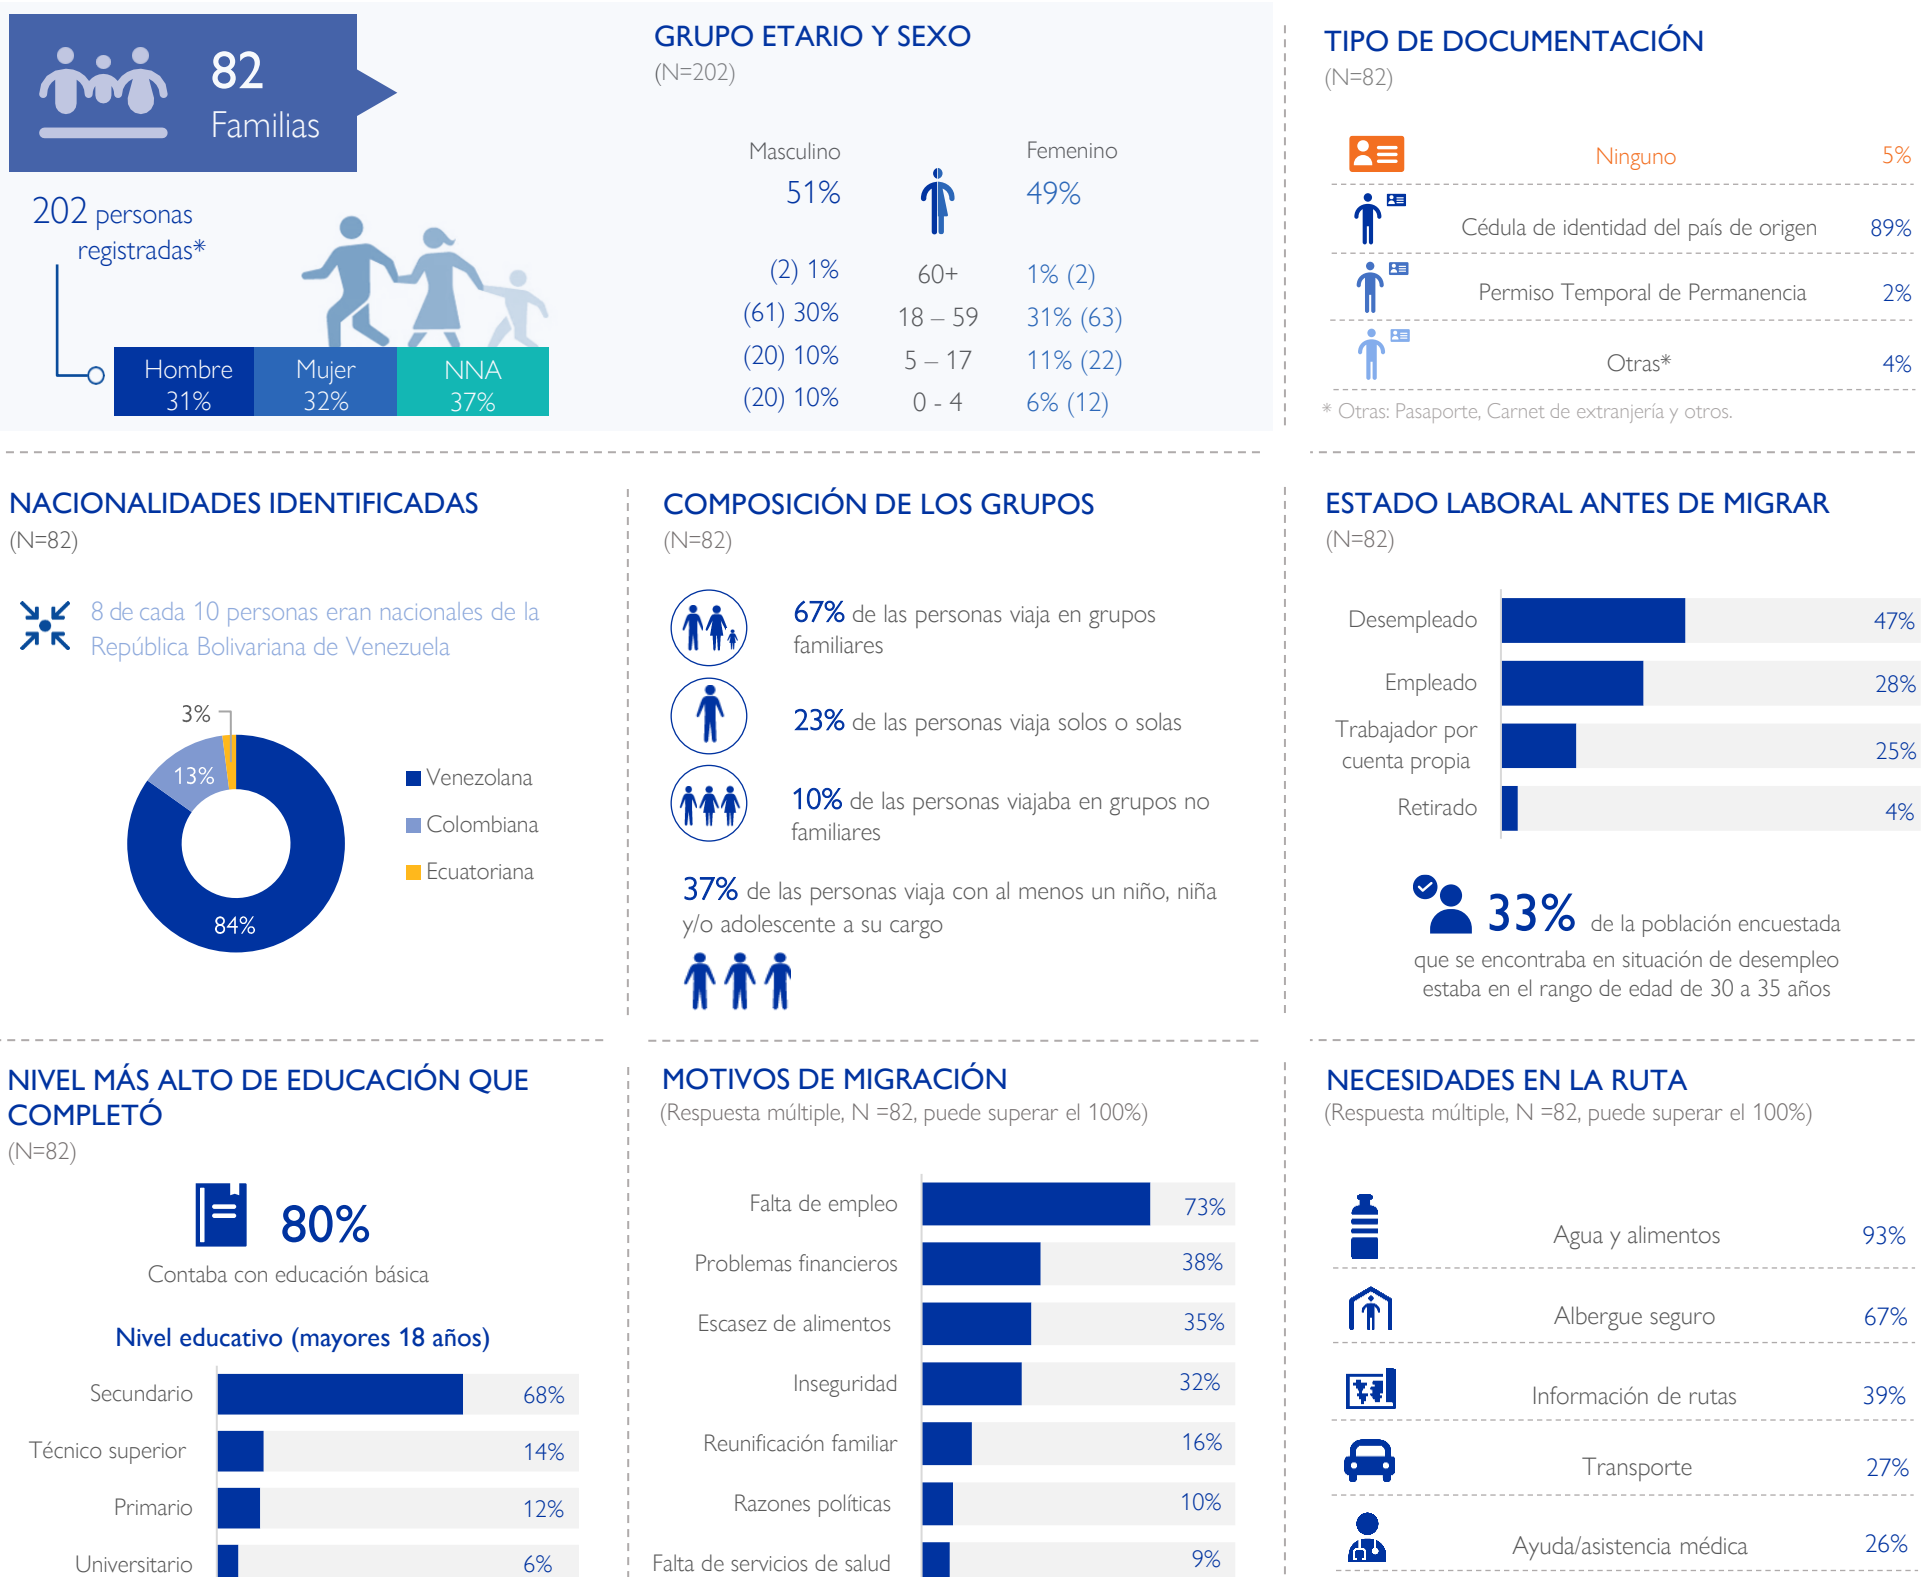 82
Familias
202 personas
registradas*
Hombre
31%
Mujer
32%
NNA
37%
GRUPO ETARIO Y SEXO
(N=202)
Masculino
Femenino
51%
49%
(2) 1% 60+ 1% (2)
(61) 30% 18 – 59 31% (63)
(20) 10% 5 – 17 11% (22)
(20) 10% 0 - 4 6% (12)
TIPO DE DOCUMENTACIÓN
(N=82)
Ninguno 5%
Cédula de identidad del país de origen 89%
Permiso Temporal de Permanencia 2%
Otras* 4%
* Otras: Pasaporte, Carnet de extranjería y otros.
NACIONALIDADES IDENTIFICADAS
(N=82)
8 de cada 10 personas eran nacionales de la
República Bolivariana de Venezuela
3%
13%
84%
Venezolana
Colombiana
Ecuatoriana
COMPOSICIÓN DE LOS GRUPOS
(N=82)
67% de las personas viaja en grupos
familiares
23% de las personas viaja solos o solas
10% de las personas viajaba en grupos no
familiares
37% de las personas viaja con al menos un niño, niña
y/o adolescente a su cargo
ESTADO LABORAL ANTES DE MIGRAR
(N=82)
Desempleado 47%
Empleado 28%
Trabajador por
cuenta propia 25%
Retirado 4%
33% de la población encuestada
que se encontraba en situación de desempleo
estaba en el rango de edad de 30 a 35 años
NIVEL MÁS ALTO DE EDUCACIÓN QUE
COMPLETÓ
(N=82)
80%
Contaba con educación básica
Nivel educativo (mayores 18 años)
Secundario 68%
Técnico superior 14%
Primario 12%
Universitario 6%
MOTIVOS DE MIGRACIÓN
(Respuesta múltiple, N =82, puede superar el 100%)
Falta de empleo 73%
Problemas financieros 38%
Escasez de alimentos 35%
Inseguridad 32%
Reunificación familiar 16%
Razones políticas 10%
Falta de servicios de salud 9%
NECESIDADES EN LA RUTA
(Respuesta múltiple, N =82, puede superar el 100%)
Agua y alimentos 93%
Albergue seguro 67%
Información de rutas 39%
Transporte 27%
Ayuda/asistencia médica 26%